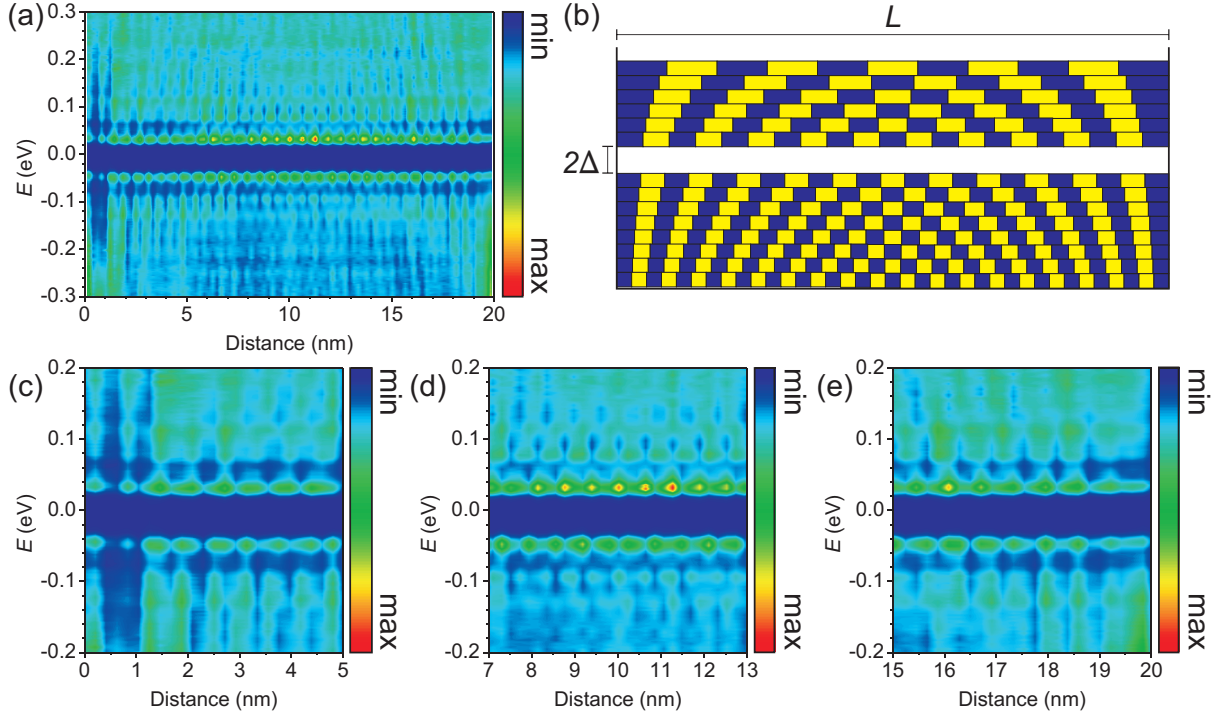 (a)
0.3
0.2
0.1
0.0
-0.1
-0.2
-0.3
E (eV)
0 5 10 15 20
Distance (nm)
min
max
(b)
L
2Δ
(c)
0.2
0.1
0.0
-0.1
-0.2
E (eV)
0 1 2 3 4 5
Distance (nm)
min
max
(d)
0.2
0.1
0.0
-0.1
-0.2
E (eV)
7 8 9 10 11 12 13
Distance (nm)
min
max
(e)
0.2
0.1
0.0
-0.1
-0.2
E (eV)
15 16 17 18 19 20
Distance (nm)
min
max